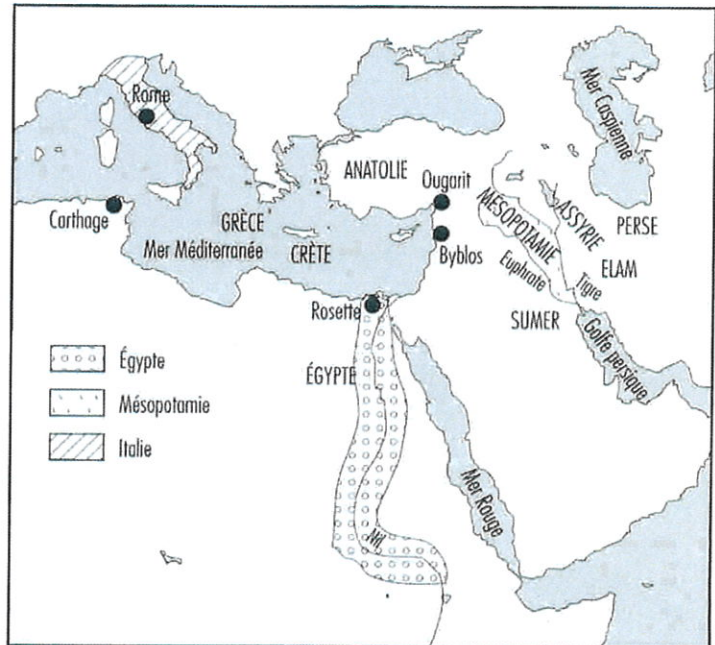 Rome
Mer Caspienne
ANATOLIE
Ougarit
Carthage
GRÈCE
MÉSOPOTAMIE
ASSYRIE
PERSE
Mer Méditerranée
CRÈTE
Byblos
Euphrate
ELAM
Tigre
Rosette
SUMER
Golfe persique
Égypte
ÉGYPTE
Mésopotamie
Italie
Mer Rouge
Nil